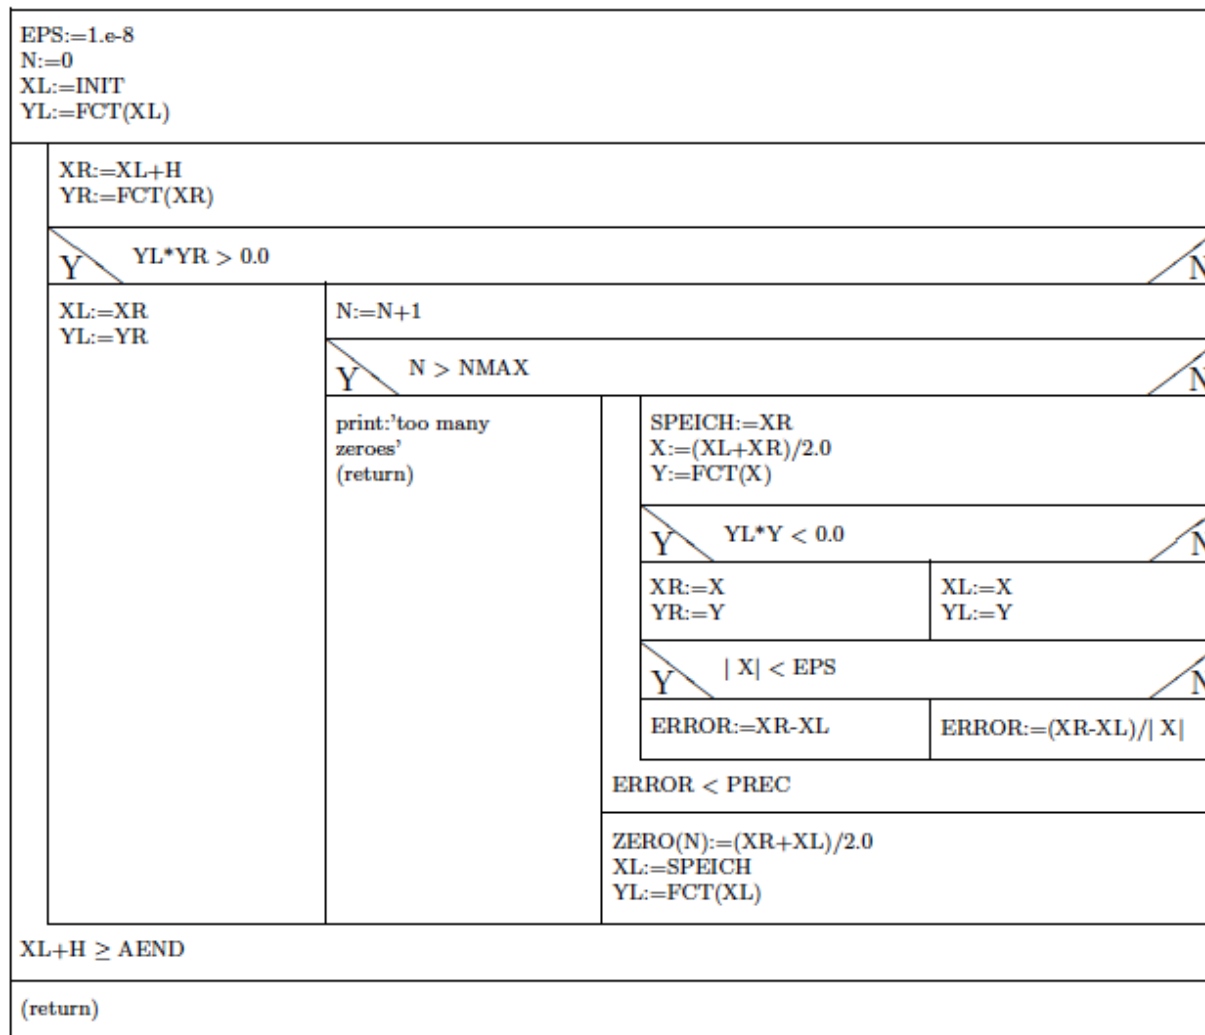 EPS:=1.e-8
N:=0
XL:=INIT
YL:=FCT(XL)
XR:=XL+H
YR:=FCT(XR)
Y YL*YR > 0.0 N
XL:=XR
YL:=YR
N:=N+1
Y N > NMAX N
print:'too many
zeroes'
(return)
SPEICH:=XR
X:=(XL+XR)/2.0
Y:=FCT(X)
Y YL*Y < 0.0 N
XR:=X
YR:=Y
XL:=X
YL:=Y
Y | X| < EPS N
ERROR:=XR-XL
ERROR:=(XR-XL)/| X|
ERROR < PREC
ZERO(N):=(XR+XL)/2.0
XL:=SPEICH
YL:=FCT(XL)
XL+H ≥ AEND
(return)